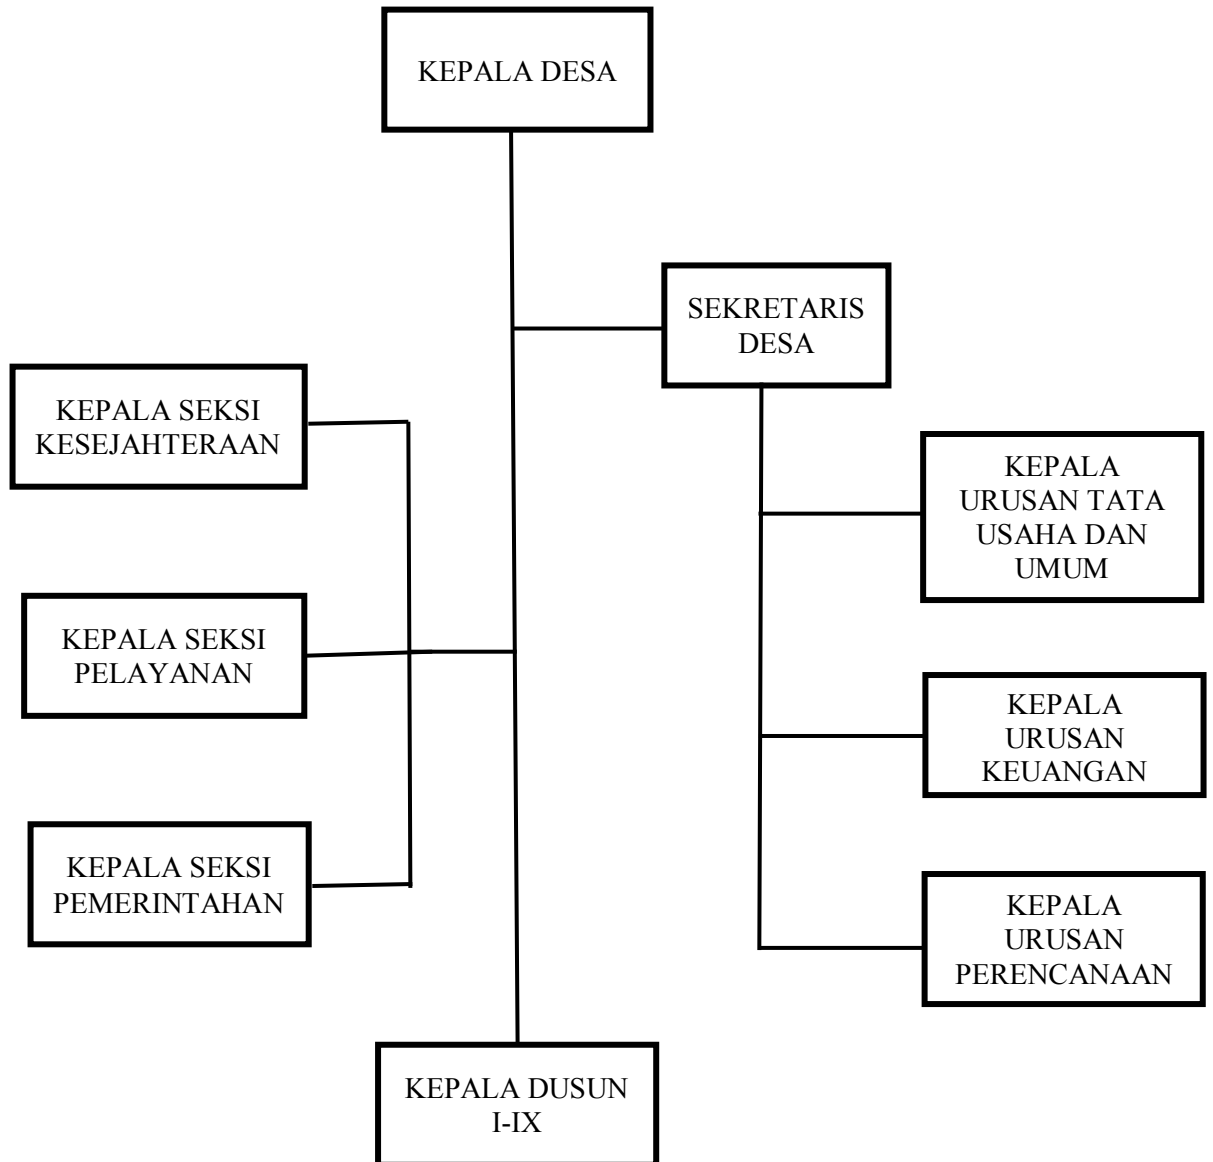 KEPALA DESA
SEKRETARIS
DESA
KEPALA SEKSI
KESEJAHTERAAN
KEPALA
URUSAN TATA
USAHA DAN
UMUM
KEPALA SEKSI
PELAYANAN
KEPALA
URUSAN
KEUANGAN
KEPALA SEKSI
PEMERINTAHAN
KEPALA
URUSAN
PERENCANAAN
KEPALA DUSUN
I-IX